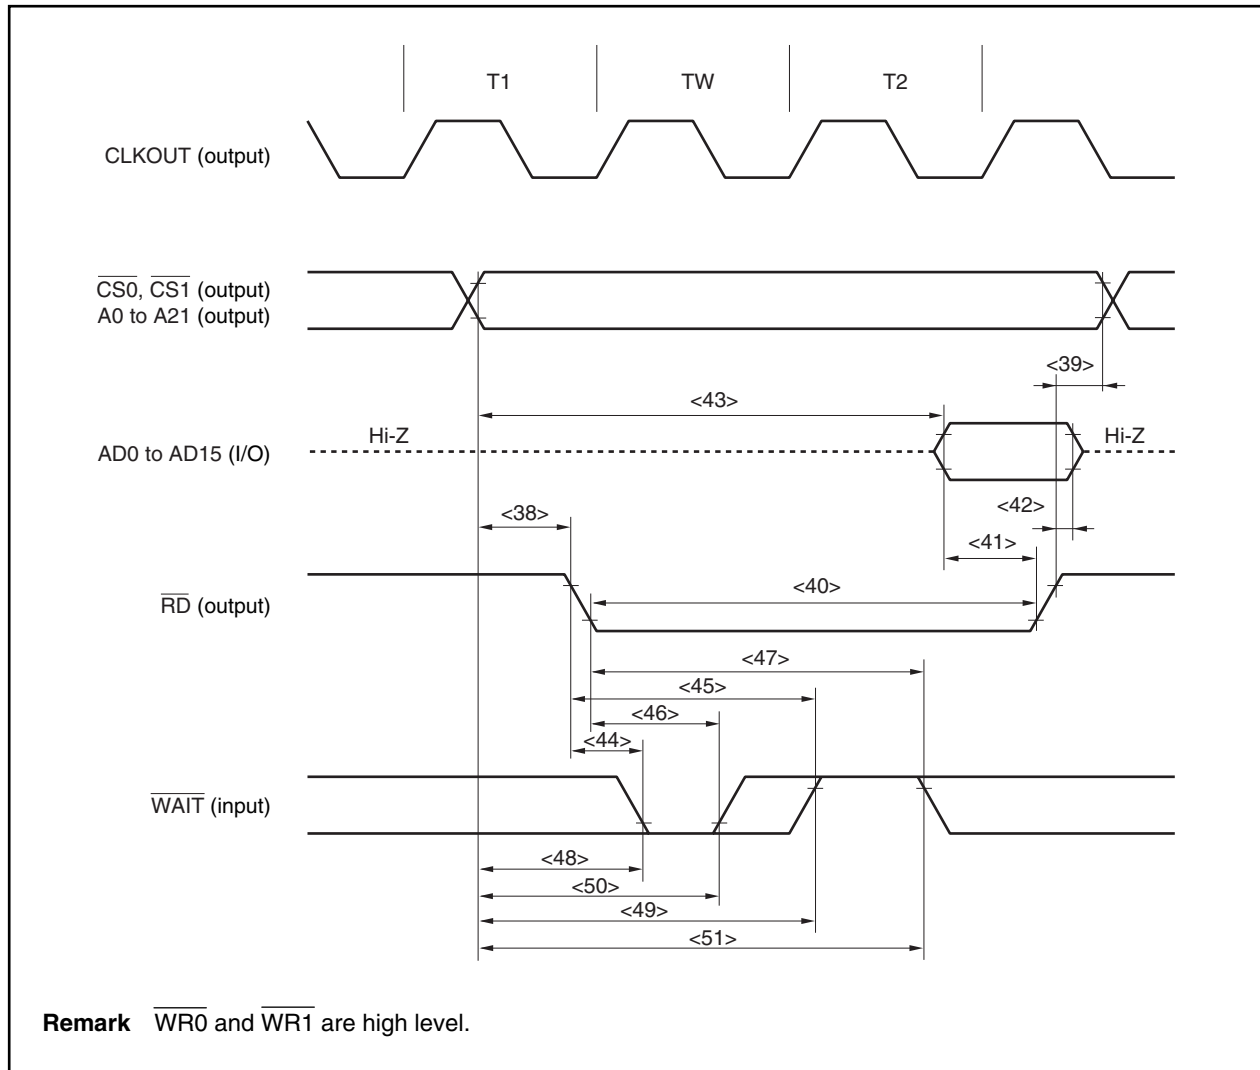 T1 TW T2
CLKOUT (output)
CS0, CS1 (output)
A0 to A21 (output)
<39>
<43>
Hi-Z Hi-Z
AD0 to AD15 (I/O)
<42>
<38>
<41>
<40>
RD (output)
<47>
<45>
<46>
<44>
WAIT (input)
<48>
<50>
<49>
<51>
Remark WR0 and WR1 are high level.